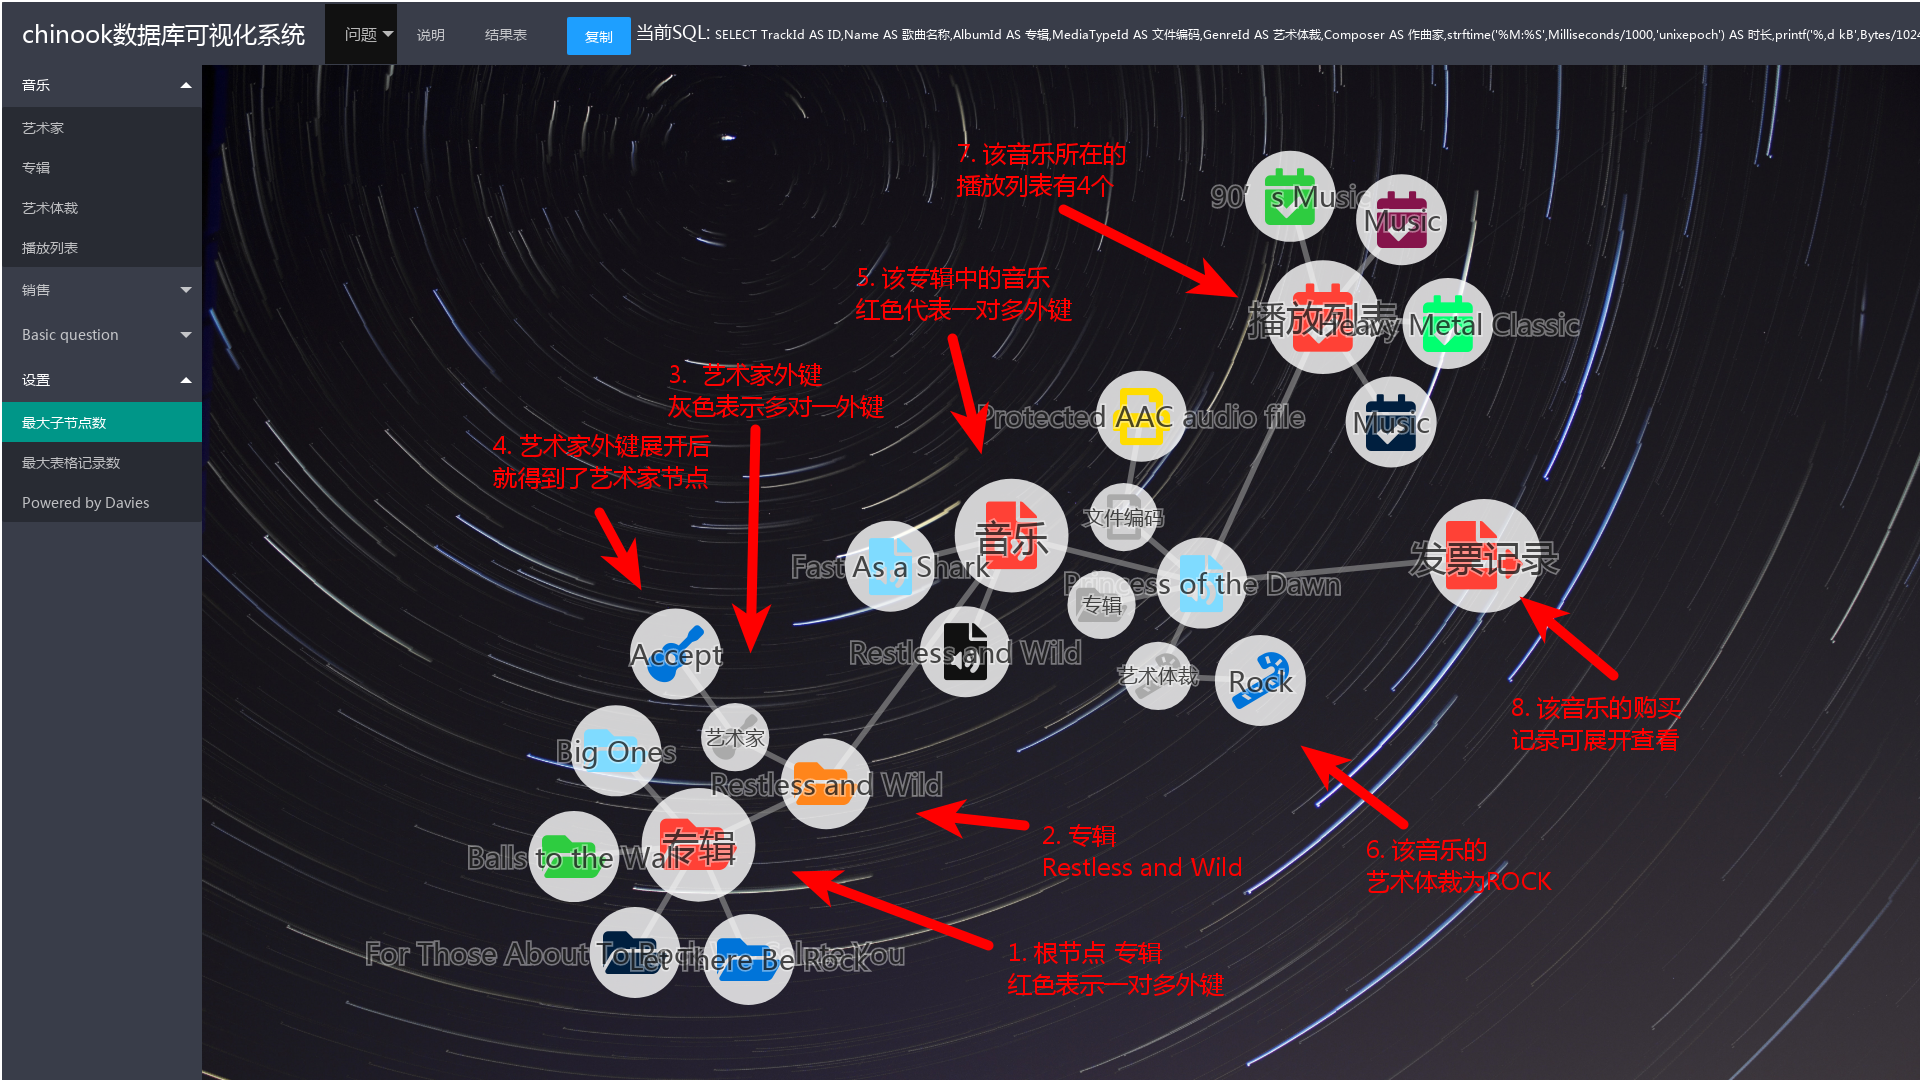 chinook数据库可视化系统
问题
说明
结果表
复制
当前SQL: SELECT TrackId AS ID,Name AS 歌曲名称,AlbumId AS 专辑,MediaTypeId AS 文件编码,GenreId AS 艺术体裁,Composer AS 作曲家,strftime('%M:%S',Milliseconds/1000,'unixepoch') AS 时长,printf('%,d kB',Bytes/1024
音乐
艺术家
专辑
艺术体裁
播放列表
销售
Basic question
设置
最大子节点数
最大表格记录数
Powered by Davies
7. 该音乐所在的
播放列表有4个
90’s Music
Music
播放列表
Heavy Metal Classic
Music
5. 该专辑中的音乐
红色代表一对多外键
3. 艺术家外键
灰色表示多对一外键
Protected AAC audio file
4. 艺术家外键展开后
就得到了艺术家节点
文件编码
音乐
Fast As a Shark
Princess of the Dawn
专辑
发票记录
Restless and Wild
艺术体裁
Rock
Accept
8. 该音乐的购买
记录可展开查看
艺术家
Big Ones
Restless and Wild
2. 专辑
Restless and Wild
6. 该音乐的
艺术体裁为ROCK
专辑
Balls to the Wall
1. 根节点 专辑
红色表示一对多外键
For Those About To Rock We Salute You
Let There Be Rock